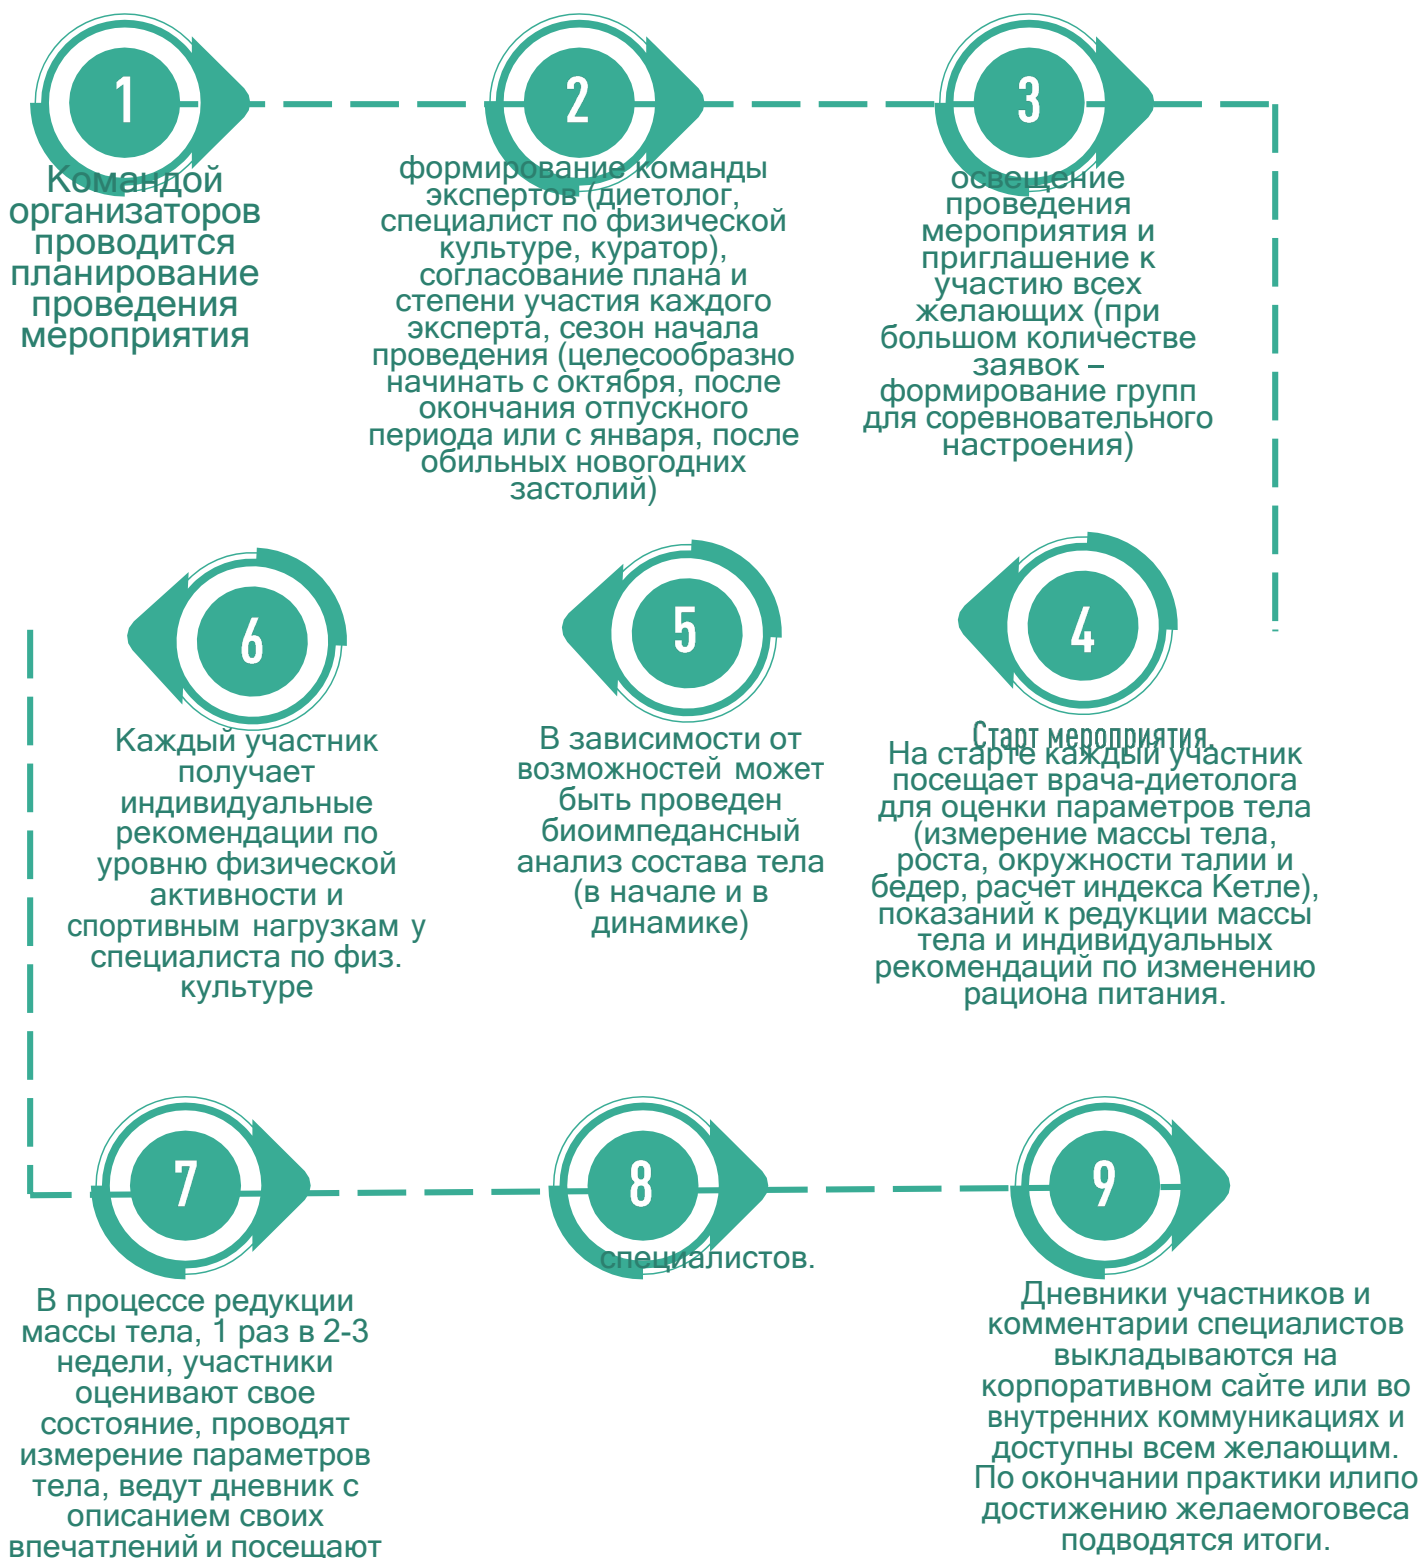 1
Командой
организаторов
проводится
планирование
проведения
мероприятия
2
формирование команды
экспертов (диетолог,
специалист по физической
культуре, куратор),
согласование плана и
степени участия каждого
эксперта, сезон начала
проведения (целесообразно
начинать с октября, после
окончания отпускного
периода или с января, после
обильных новогодних
застолий)
3
освещение
проведения
мероприятия и
приглашение к
участию всех
желающих (при
большом количестве
заявок –
формирование групп
для соревновательного
настроения)
4
Старт мероприятия.
На старте каждый участник
посещает врача-диетолога
для оценки параметров тела
(измерение массы тела,
роста, окружности талии и
бедер, расчет индекса Кетле),
показаний к редукции массы
тела и индивидуальных
рекомендаций по изменению
рациона питания.
5
В зависимости от
возможностей может
быть проведен
биоимпедансный
анализ состава тела
(в начале и в
динамике)
6
Каждый участник
получает
индивидуальные
рекомендации по
уровню физической
активности и
спортивным нагрузкам у
специалиста по физ.
культуре
7
В процессе редукции
массы тела, 1 раз в 2-3
недели, участники
оценивают свое
состояние, проводят
измерение параметров
тела, ведут дневник с
описанием своих
впечатлений и посещают
8
специалистов.
9
Дневники участников и
комментарии специалистов
выкладываются на
корпоративном сайте или во
внутренних коммуникациях и
доступны всем желающим.
По окончании практики илипо
достижению желаемоговеса
подводятся итоги.